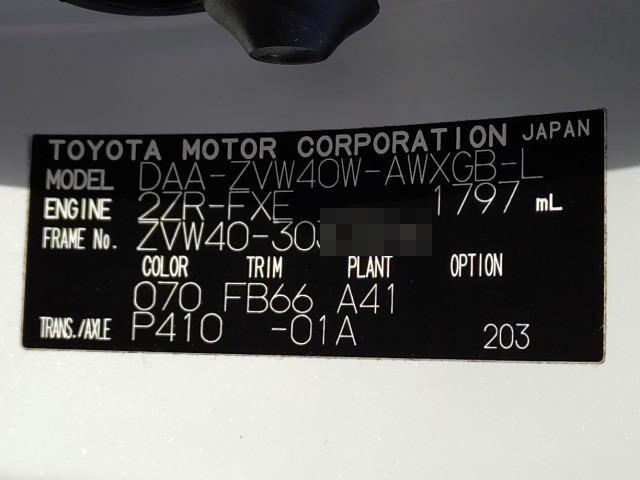 TOYOTA MOTOR CORPORATION JAPAN
MODEL DAA-ZVW40W-AWXGB-L
ENGINE 2ZR-FXE 1797 mL
FRAME No. ZVW40-303
COLOR TRIM PLANT OPTION
070 FB66 A41
TRANS./AXLE P410 -01A 203